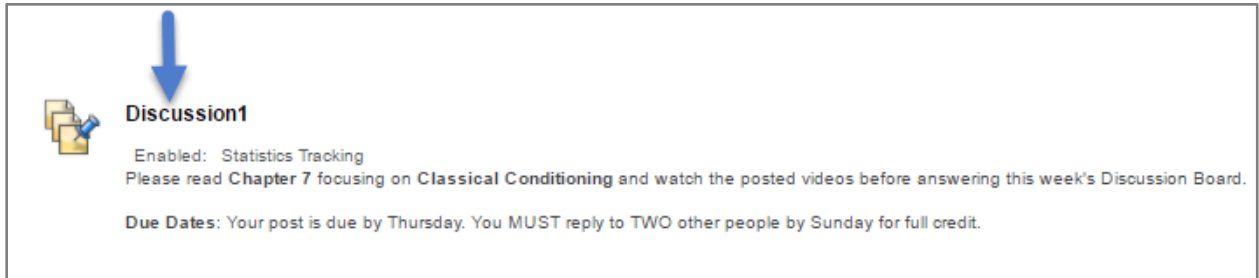 Discussion1
Enabled: Statistics Tracking
Please read Chapter 7 focusing on Classical Conditioning and watch the posted videos before answering this week's Discussion Board.
Due Dates: Your post is due by Thursday. You MUST reply to TWO other people by Sunday for full credit.